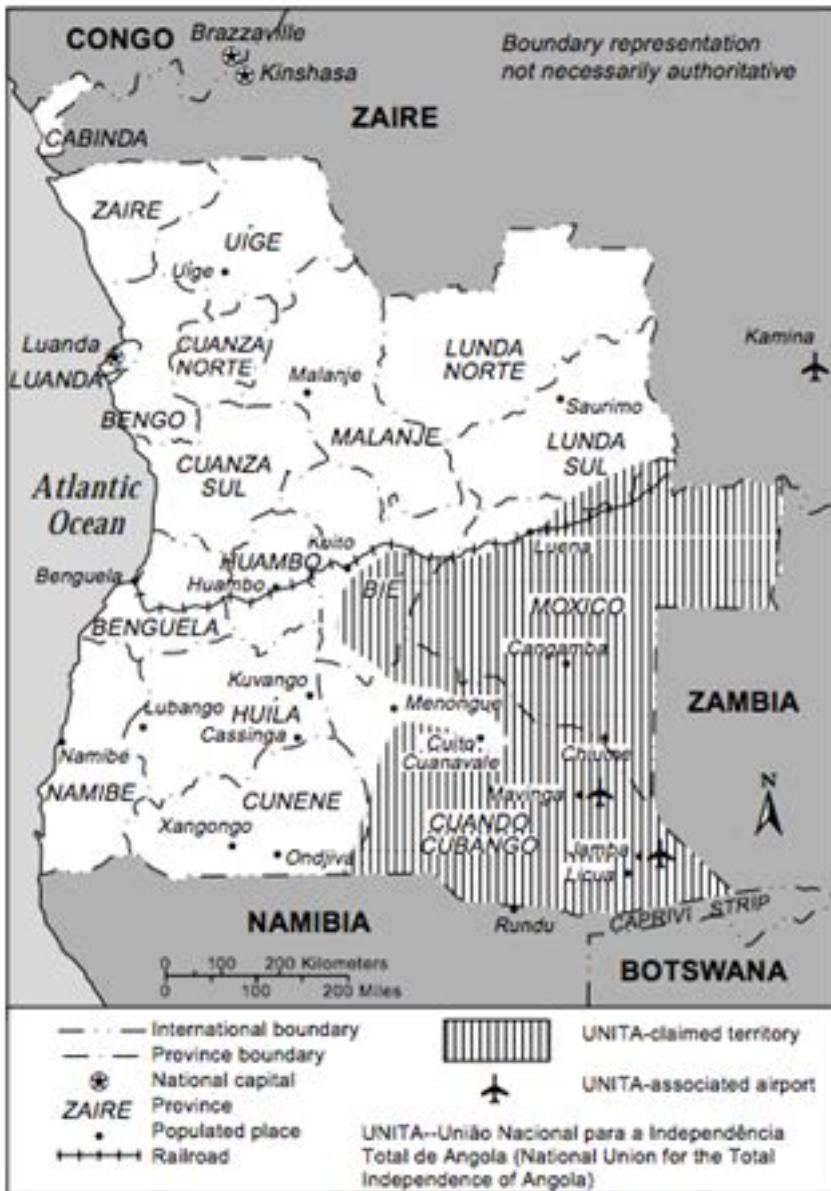 CONGO
Brazzaville
Kinshasa
Boundary representation
not necessarily authoritative
ZAIRE
CABINDA
ZAIRE
UÍGE
Uíge
Luanda
LUANDA
CUANZA
NORTE
LUNDA
NORTE
Kamina
Malanje
Saurimo
BENGO
MALANJE
CUANZA
SUL
LUNDA
SUL
Atlantic
Ocean
HUAMBO
Kuito
Luena
Benguela
Huambo
BIÉ
MOXICO
BENGUELA
Cangamba
Kuvango
Menongue
ZAMBIA
Lubango
HUILA
Cassinga
Cuito
Cuanavale
Chiume
Namibe
NAMIBE
CUNENE
Mavinga
N
CUANDO
CUBANGO
Xangongo
Ondjiva
Jamba
Licua
NAMIBIA
Rundu
CAPRIVI STRIP
BOTSWANA
0 100 200 Kilometers
0 100 200 Miles
International boundary
Province boundary
National capital
ZAIRE Province
Populated place
Railroad
UNITA-claimed territory
UNITA-associated airport
UNITA--União Nacional para a Independência
Total de Angola (National Union for the Total
Independence of Angola)